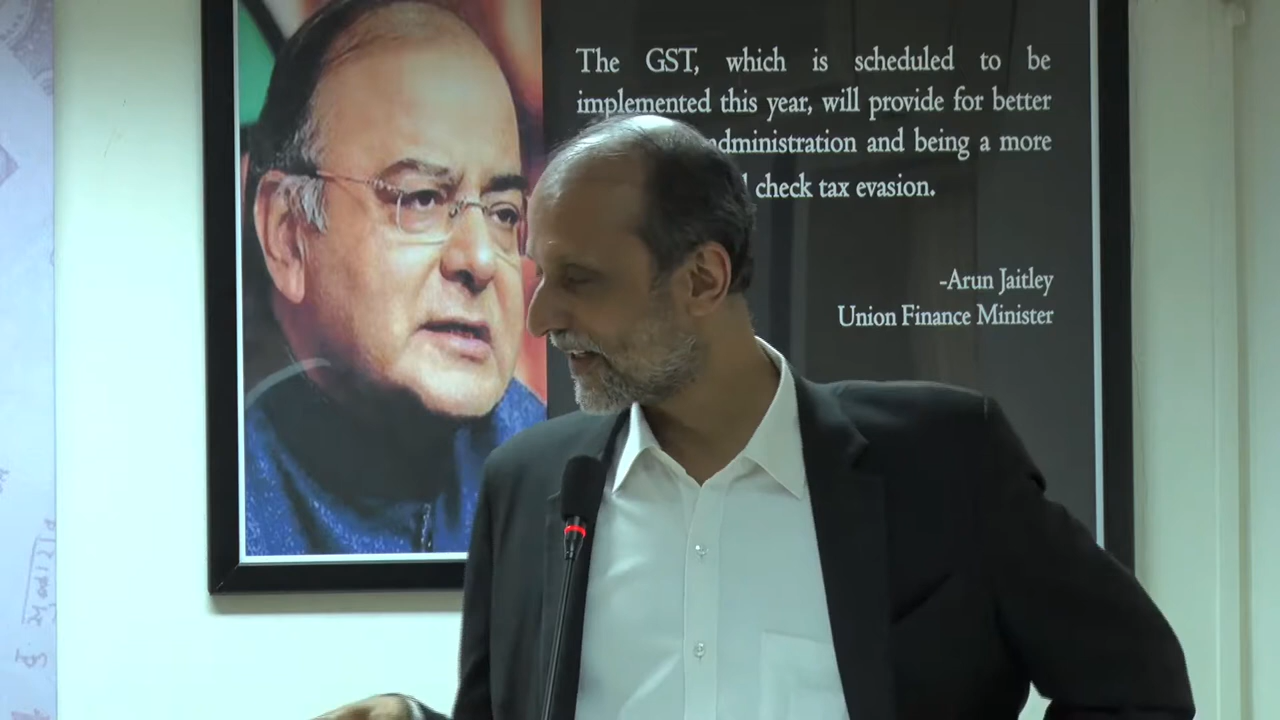 The GST, which is scheduled to be
implemented this year, will provide for better
administration and being a more
check tax evasion.
-Arun Jaitley
Union Finance Minister